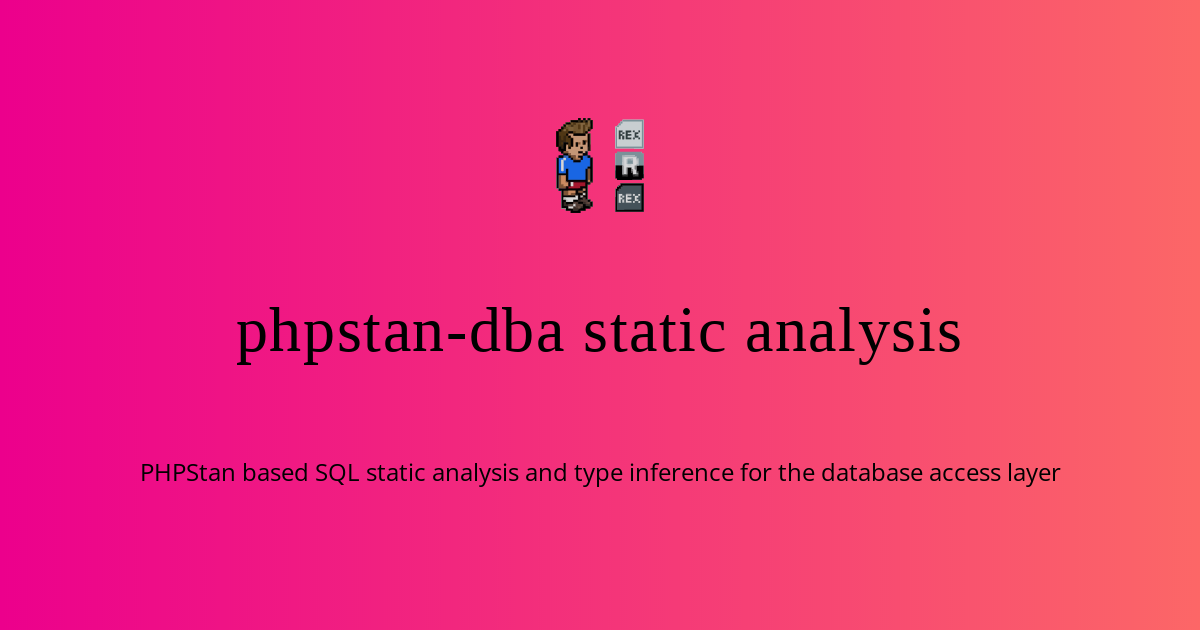 REX
R
REX
phpstan-dba static analysis
PHPStan based SQL static analysis and type inference for the database access layer